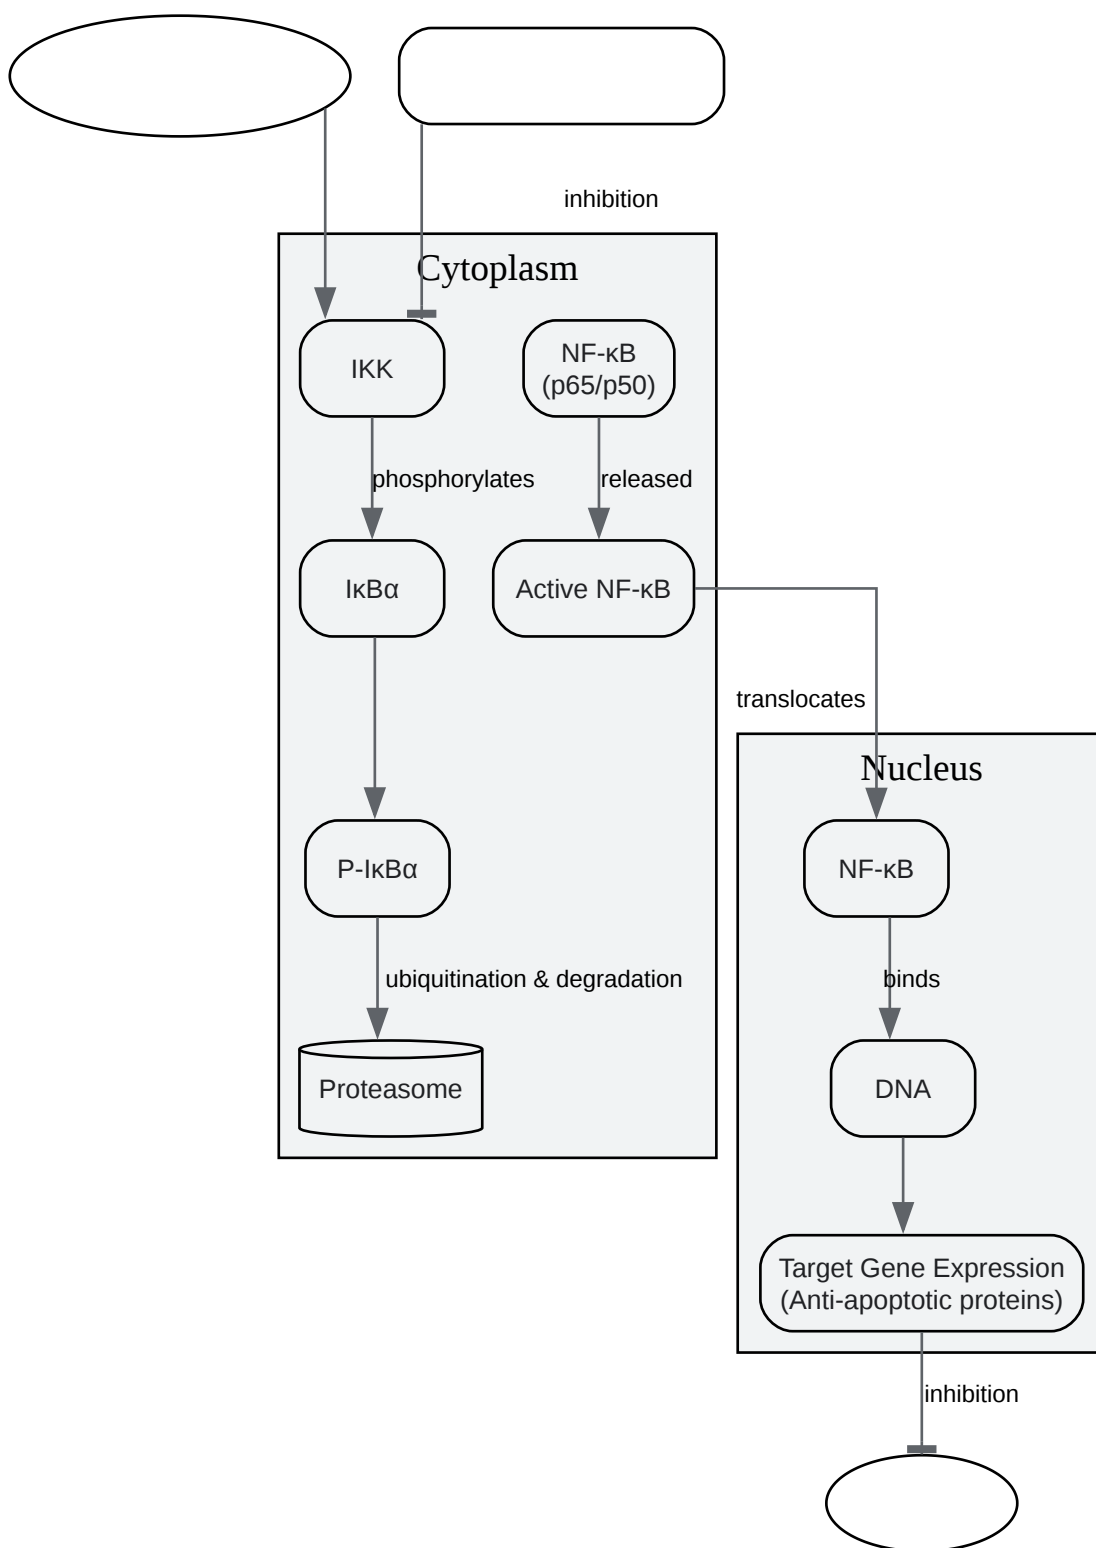 inhibition
Cytoplasm
IKK
NF-κB
(p65/p50)
phosphorylates
released
IκBα
Active NF-κB
translocates
Nucleus
P-IκBα
NF-κB
ubiquitination & degradation
binds
Proteasome
DNA
Target Gene Expression
(Anti-apoptotic proteins)
inhibition